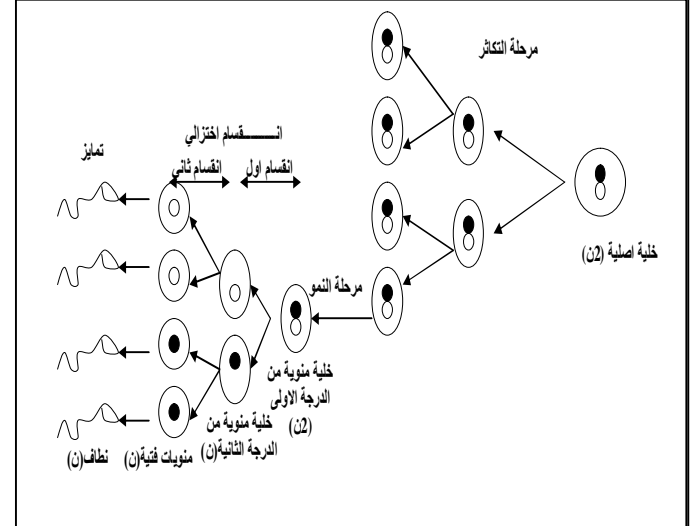 مرحلة التكاثر
انـــــــــقسام اختزالي
تمايز
انقسام اول
انقسام ثاني
خلية اصلية (2ن)
مرحلة النمو
خلية منوية من
الدرجة الاولى
(2ن)
خلية منوية من
الدرجة الثانية(ن)
منويات فتية(ن)
نطاف(ن)